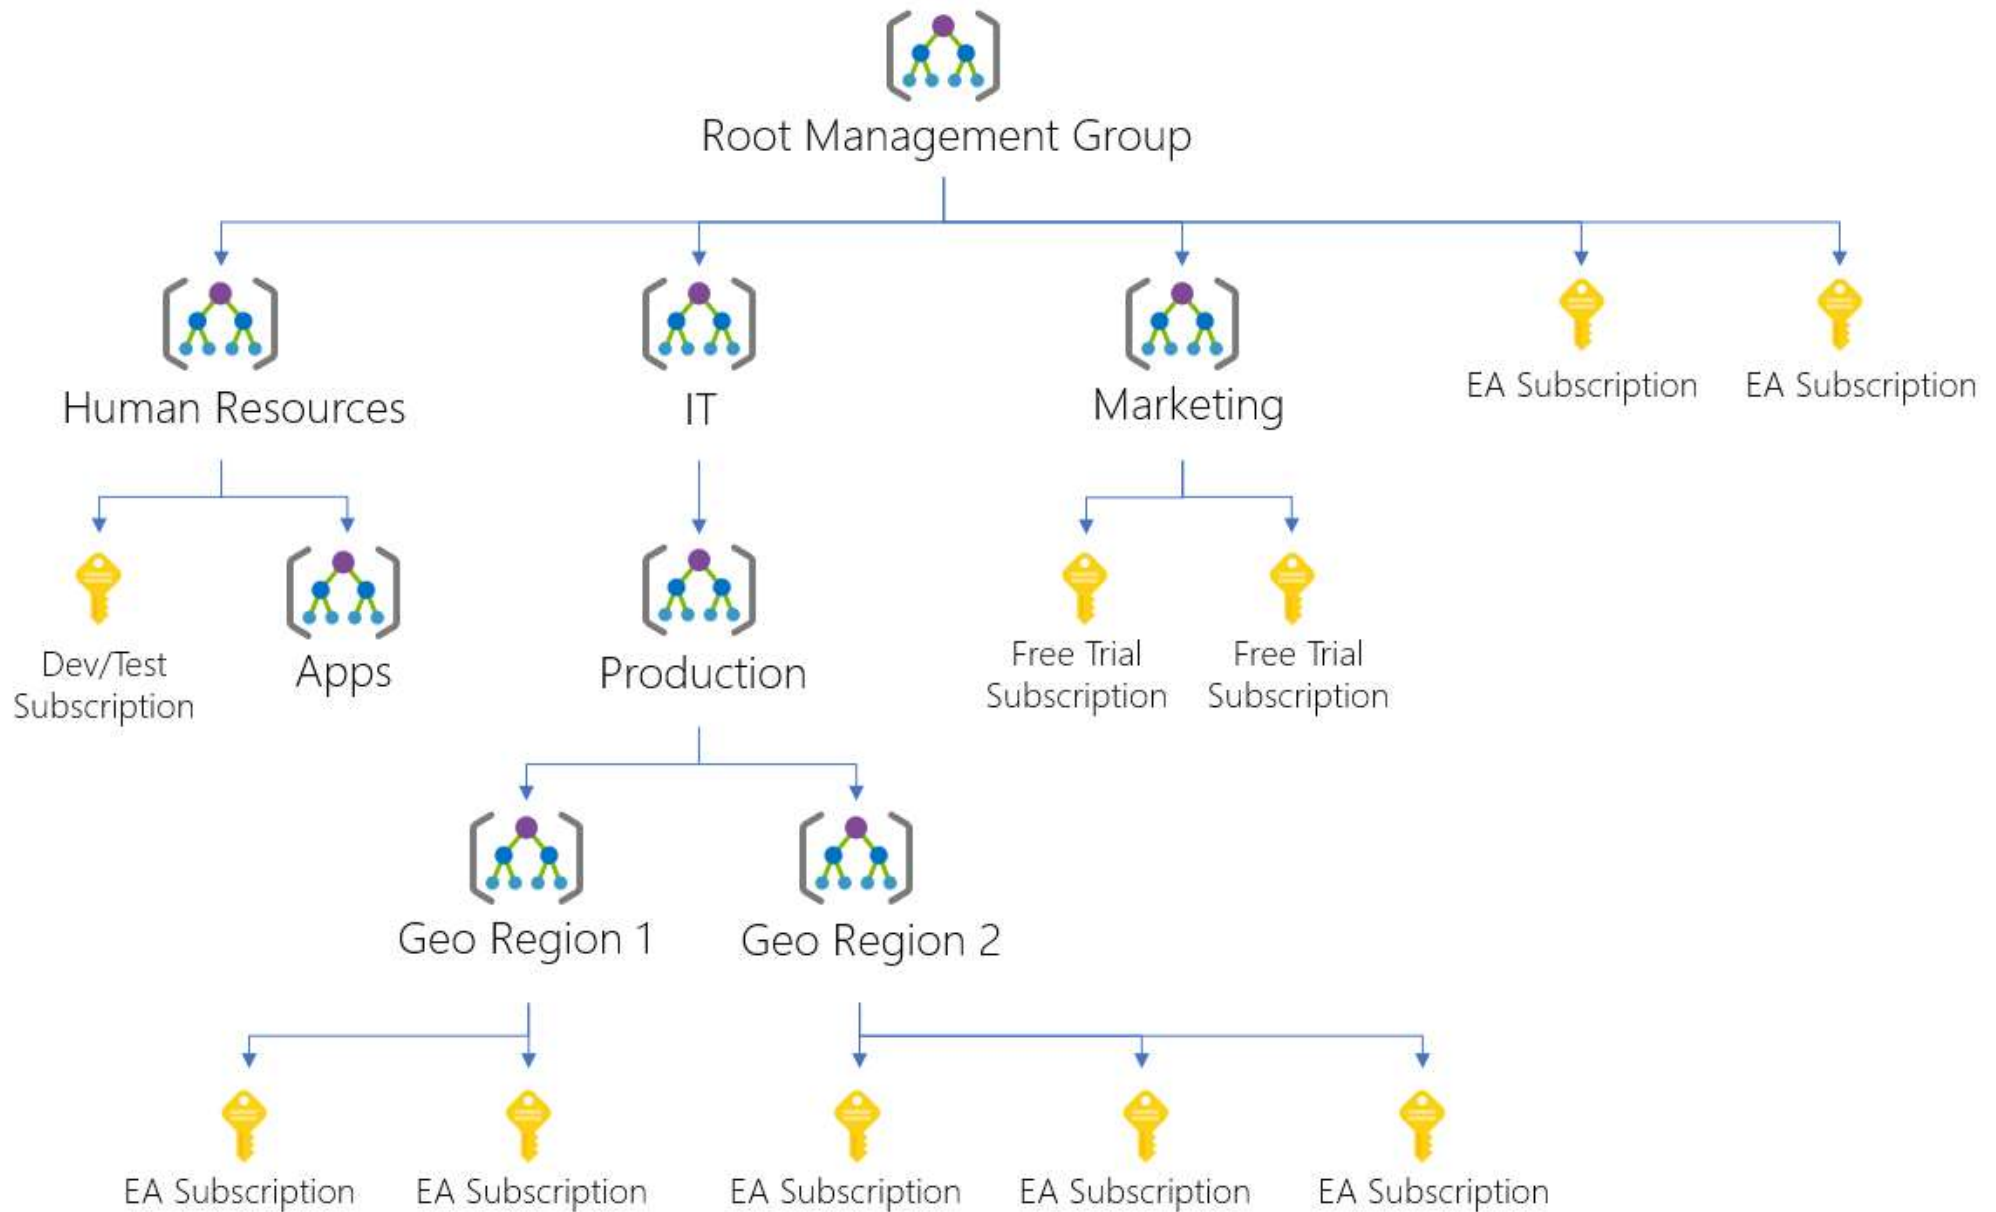 Root Management Group
Human Resources
IT
Marketing
EA Subscription
EA Subscription
Dev/Test
Subscription
Apps
Production
Free Trial
Subscription
Free Trial
Subscription
Geo Region 1
Geo Region 2
EA Subscription
EA Subscription
EA Subscription
EA Subscription
EA Subscription